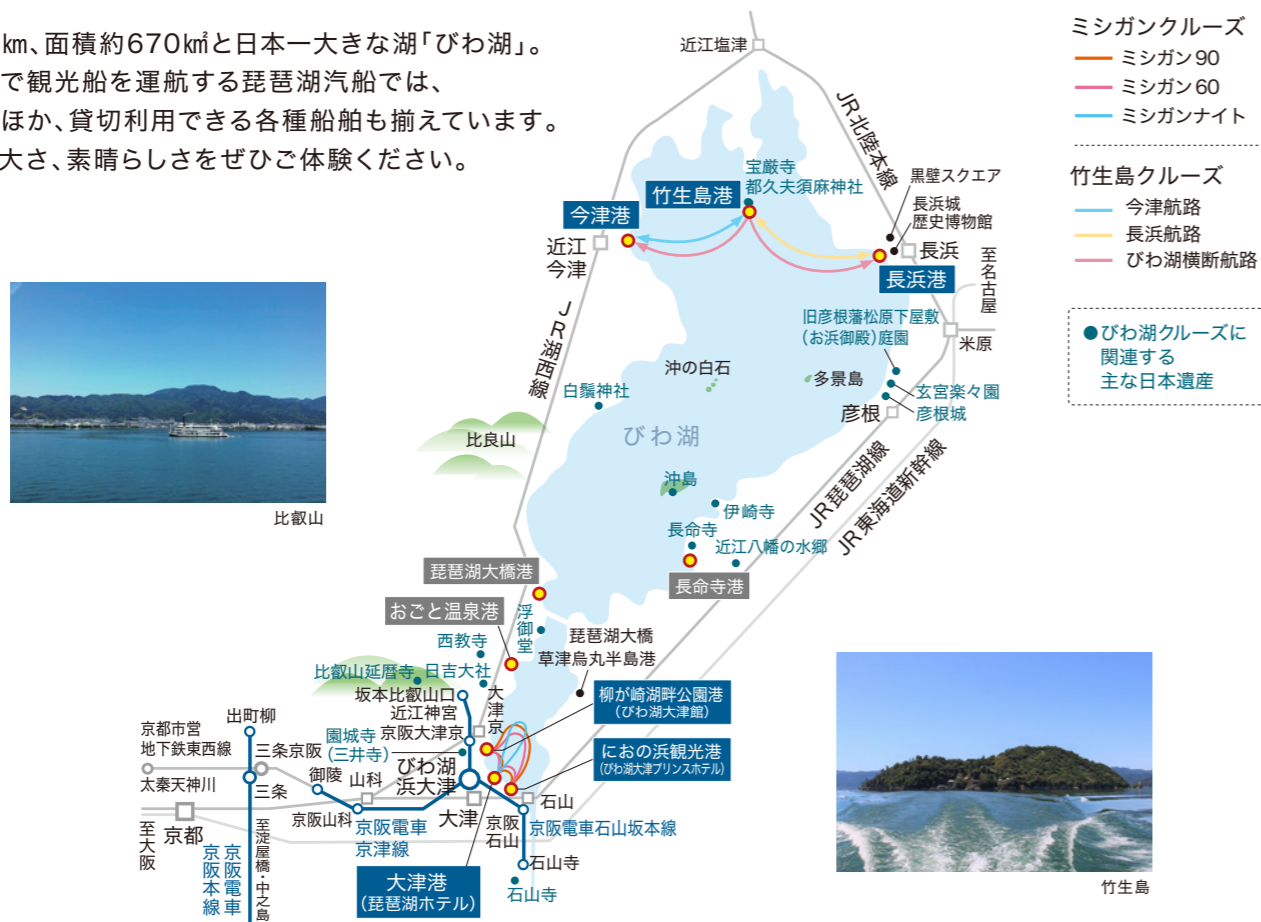 km、面積約670㎢と日本一大きな湖「びわ湖」。
で観光船を運航する琵琶湖汽船では、
ほか、貸切利用できる各種船舶も揃えています。
大さ、素晴らしさをぜひご体験ください。
ミシガンクルーズ
ミシガン90
ミシガン60
ミシガンナイト
竹生島クルーズ
今津航路
長浜航路
びわ湖横断航路
●びわ湖クルーズに
関連する
主な日本遺産
近江塩津
JR北陸本線
宝厳寺
都久夫須麻神社
竹生島港
今津港
近江
今津
黒壁スクエア
長浜城
歴史博物館
長浜
長浜港
至名古屋
米原
JR湖西線
旧彦根藩松原下屋敷
(お浜御殿)庭園
沖の白石
多景島
玄宮楽々園
彦根城
彦根
白鬚神社
比良山
びわ湖
沖島
伊崎寺
長命寺
近江八幡の水郷
長命寺港
JR琵琶湖線
JR東海道新幹線
比叡山
琵琶湖大橋港
おごと温泉港
浮御堂
琵琶湖大橋
草津烏丸半島港
西教寺
比叡山延暦寺
日吉大社
坂本比叡山口
近江神宮
京阪大津京
大津京
柳が崎湖畔公園港
(びわ湖大津館)
におの浜観光港
(びわ湖大津プリンスホテル)
園城寺
(三井寺)
びわ湖
浜大津
京都市営
地下鉄東西線
出町柳
三条京阪
太秦天神川
三条
御陵
山科
京阪山科
大津
石山
京阪
石山
京阪電車石山坂本線
京阪電車
京津線
京都
至大阪
京阪本線
京阪電車
至淀屋橋・中之島
大津港
(琵琶湖ホテル)
石山寺
石山寺
竹生島